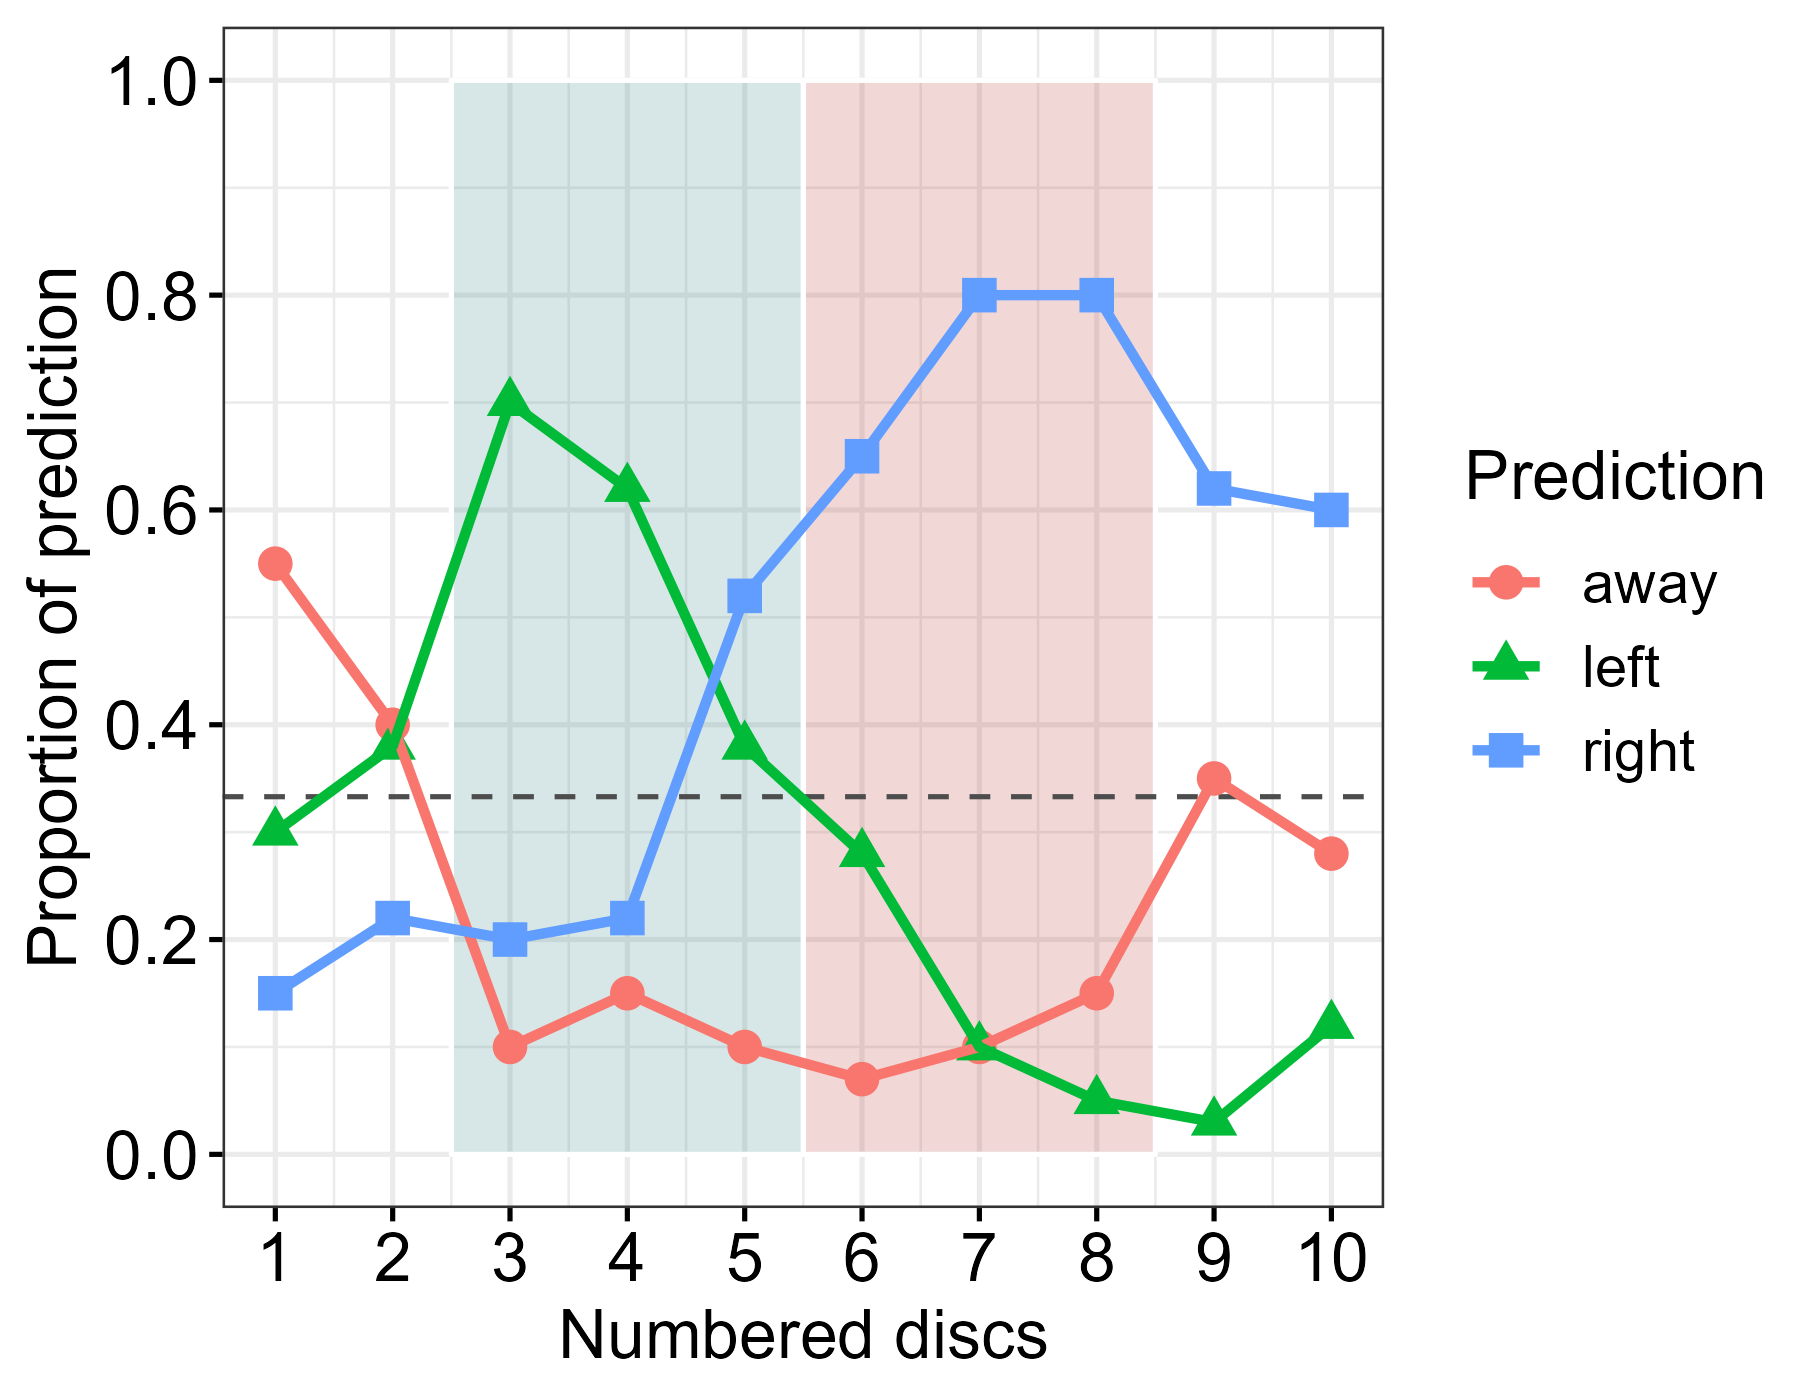 Proportion of prediction
1.0
0.8
0.6
0.4
0.2
0.0
1 2 3 4 5 6 7 8 9 10
Numbered discs
Prediction
away
left
right